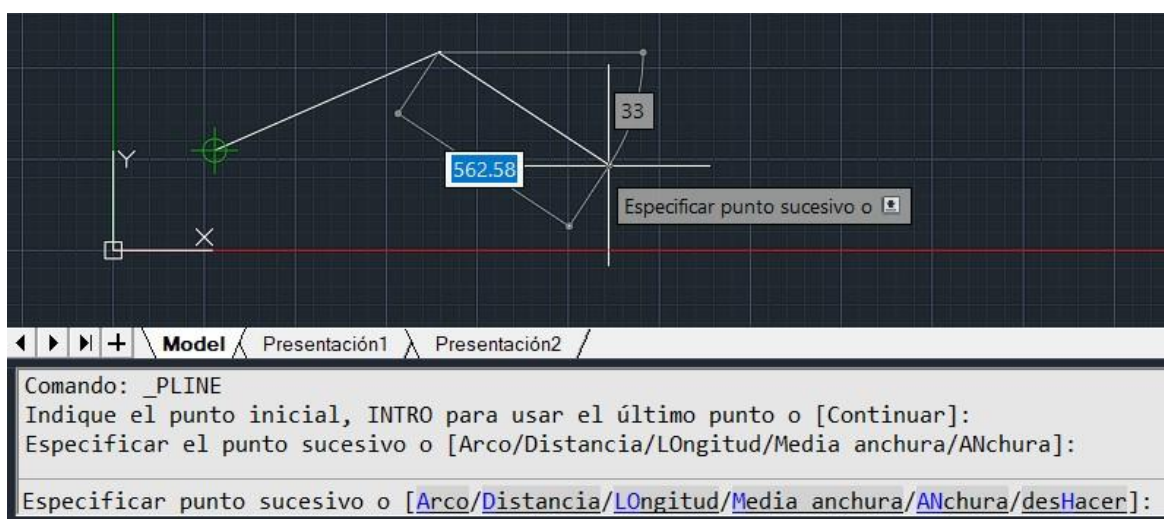 33
Y
562.58
Especificar punto sucesivo o
X
Model Presentación1 Presentación2
Comando: _PLINE
Indique el punto inicial, INTRO para usar el último punto o [Continuar]:
Especificar el punto sucesivo o [Arco/Distancia/LOngitud/Media anchura/ANchura]:
Especificar punto sucesivo o [Arco/Distancia/LOngitud/Media anchura/ANchura/desHacer]: